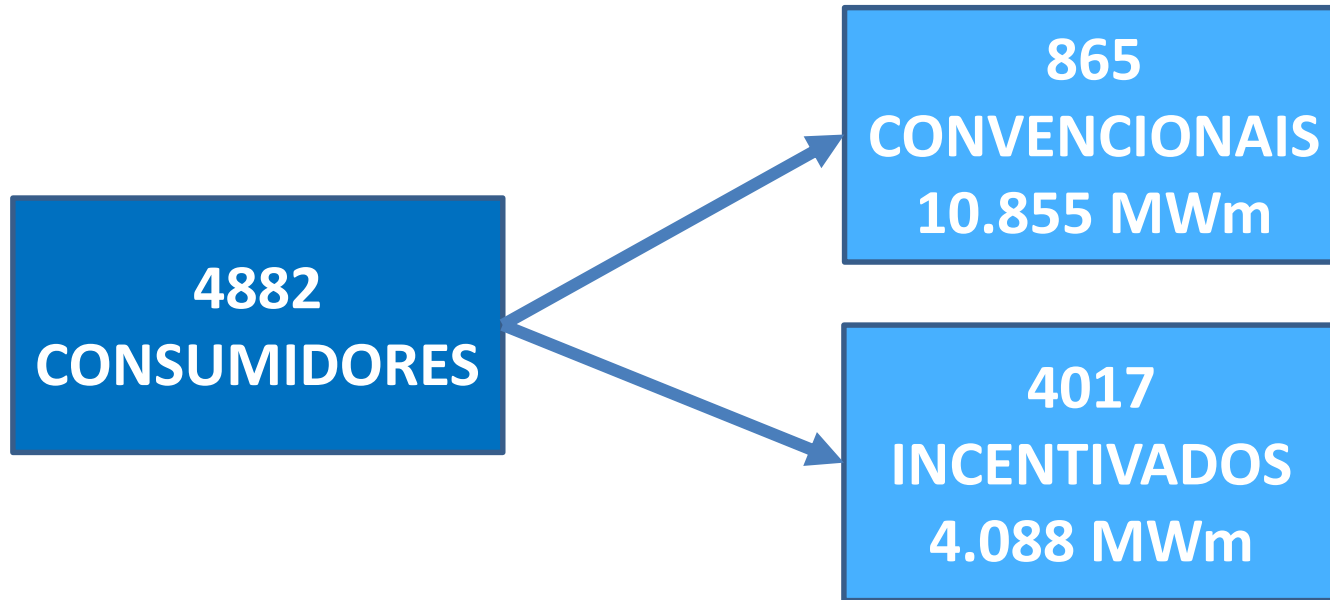 4882
CONSUMIDORES
865
CONVENCIONAIS
10.855 MWm
4017
INCENTIVADOS
4.088 MWm